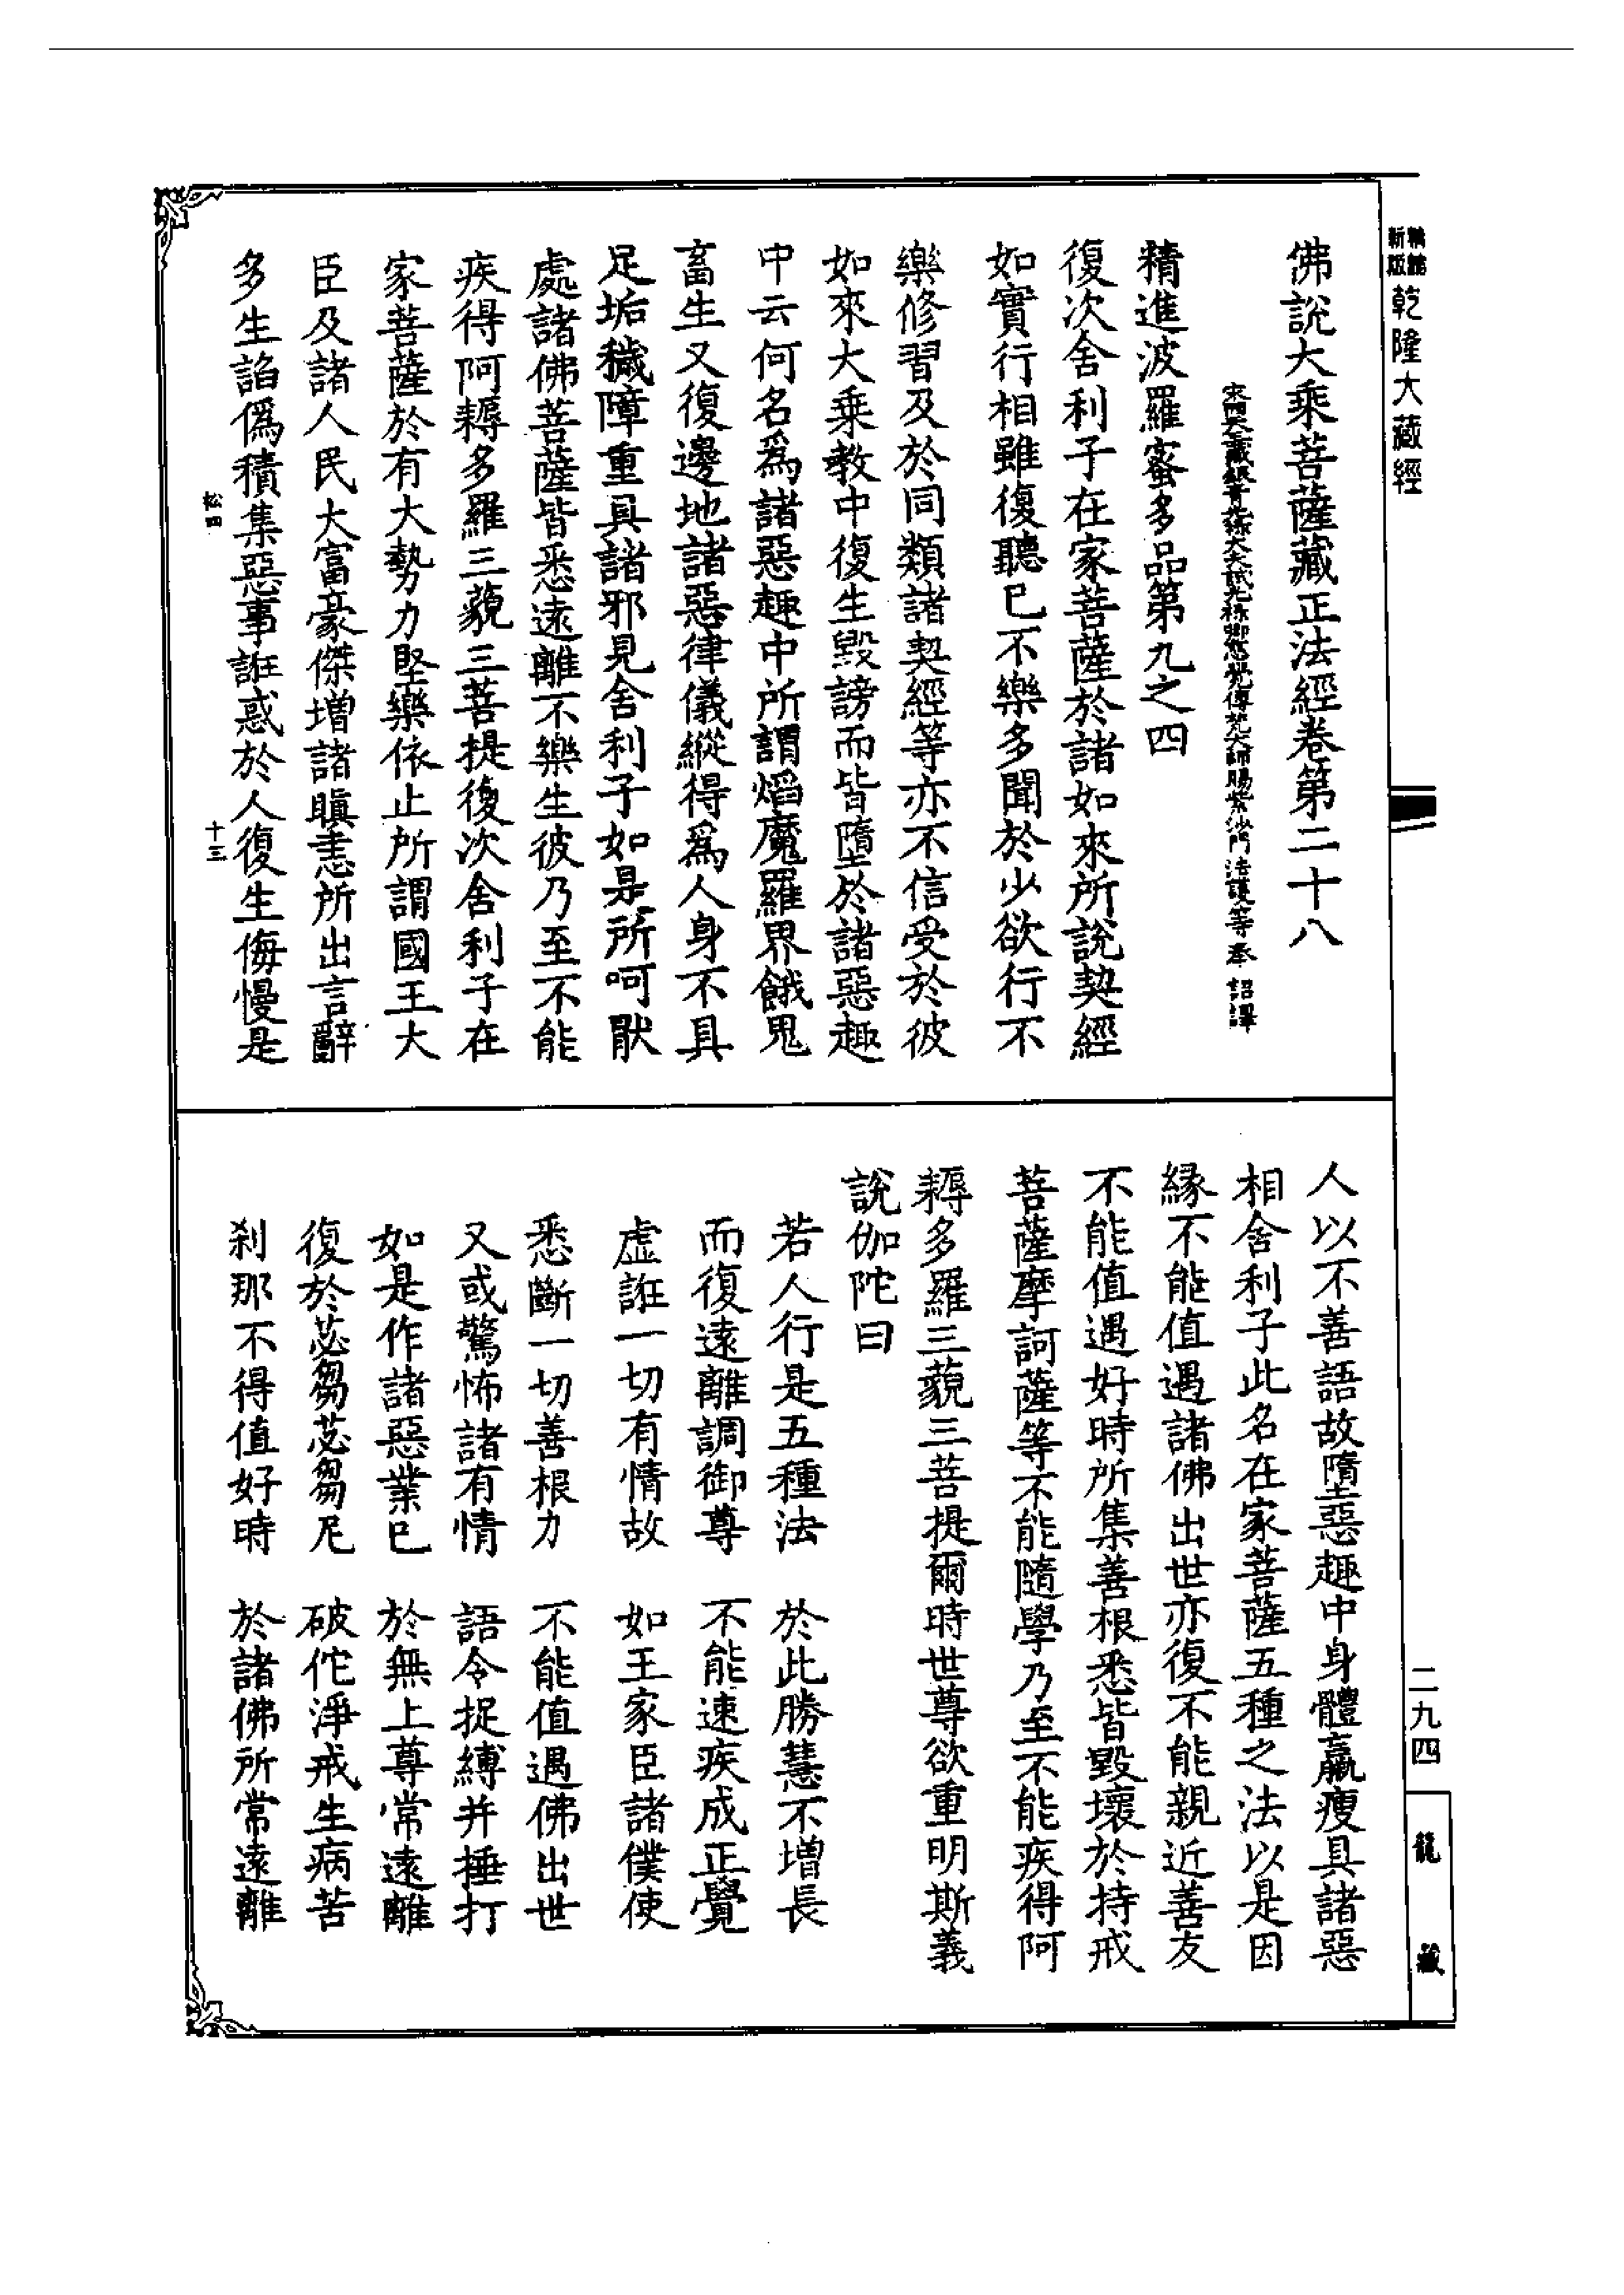 新版 乾隆大藏經
佛說大乘菩薩藏正法經卷第二十八
宋西天三藏銀青光祿大夫試光祿卿慈覺傳梵大師賜紫沙門法護等奉 詔譯
精進波羅蜜多品第九之四
復次舍利子在家菩薩於諸如來所說契經
如實行相雖復聽已不樂多聞於少欲行不
樂修習及於同類諸契經等亦不信受於彼
如來大乘教中復生毀謗而皆墮於諸惡趣
中云何名爲諸惡趣中所謂熖魔羅界餓鬼
畜生又復邊地諸惡律儀縱得爲人身不具
足垢穢障重具諸邪見舍利子如是所呵厭
處諸佛菩薩皆悉遠離不樂生彼乃至不能
疾得阿耨多羅三藐三菩提復次舍利子在
家菩薩於有大勢力堅樂依止所謂國王大
臣及諸人民大富豪傑增諸瞋恚所出言辭
多生諂僞積集惡事誑惑於人復生侮慢是
松四 十三
人以不善語故墮惡趣中身體羸瘦具諸惡
相舍利子此名在家菩薩五種之法以是因
緣不能值遇諸佛出世亦復不能親近善友
不能值遇好時所集善根悉皆毀壞於持戒
菩薩摩訶薩等不能隨學乃至不能疾得阿
耨多羅三藐三菩提爾時世尊欲重明斯義
說伽陀曰
若人行是五種法 於此勝慧不增長
而復遠離調御尊 不能速疾成正覺
虛誑一切有情故 如王家臣諸僕使
悉斷一切善根力 不能值遇佛出世
又或驚怖諸有情 語令捉縛并捶打
如是作諸惡業已 於無上尊常遠離
復於苾芻苾芻尼 破佗淨戒生病苦
刹那不得值好時 於諸佛所常遠離
二九四
龍 藏